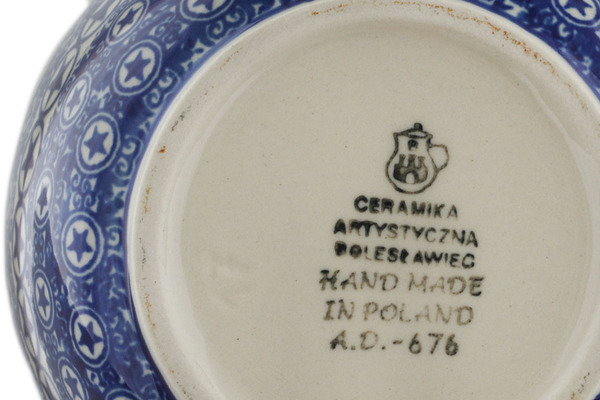 CERAMIKA
ARTYSTYCZNA
BOLESŁAWIEC
HAND MADE
IN POLAND
A.D.-676